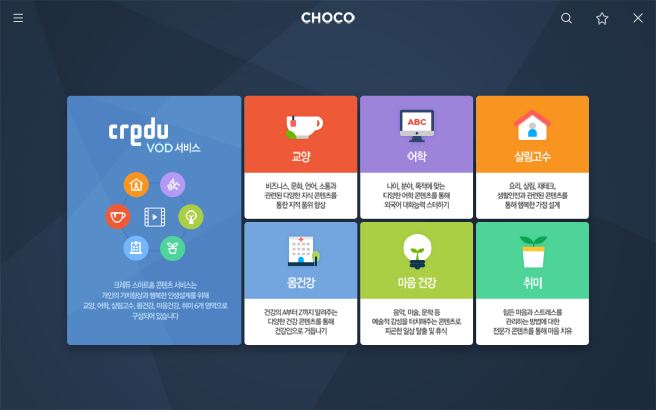 CHOCO
credu
VOD 서비스
크레듀 스마트홈 콘텐츠 서비스는
개인의 가치향상과 행복한 인생설계를 위해
교양, 어학, 살림고수, 몸건강, 마음건강, 취미 6개 영역으로
구성되어 있습니다
교양
비즈니스, 문화, 언어, 소통과
관련된 다양한 지식 콘텐츠를
통한 지적 품위 향상
ABC
어학
나이, 분야, 목적에 맞는
다양한 어학 콘텐츠를 통해
외국어 대화능력 스터하기
살림고수
요리, 살림, 재테크,
생활안전과 관련된 콘텐츠를
통해 행복한 가정 설계
몸건강
건강의 A부터 Z까지 알려주는
다양한 건강 콘텐츠를 통해
건강인으로 거듭나기
마음 건강
음악, 미술, 문학 등
예술적 감성을 터치해주는 콘텐츠로
피곤한 일상 탈출 및 휴식
취미
힘든 마음과 스트레스를
관리하는 방법에 대한
전문가 콘텐츠를 통해 마음 치유